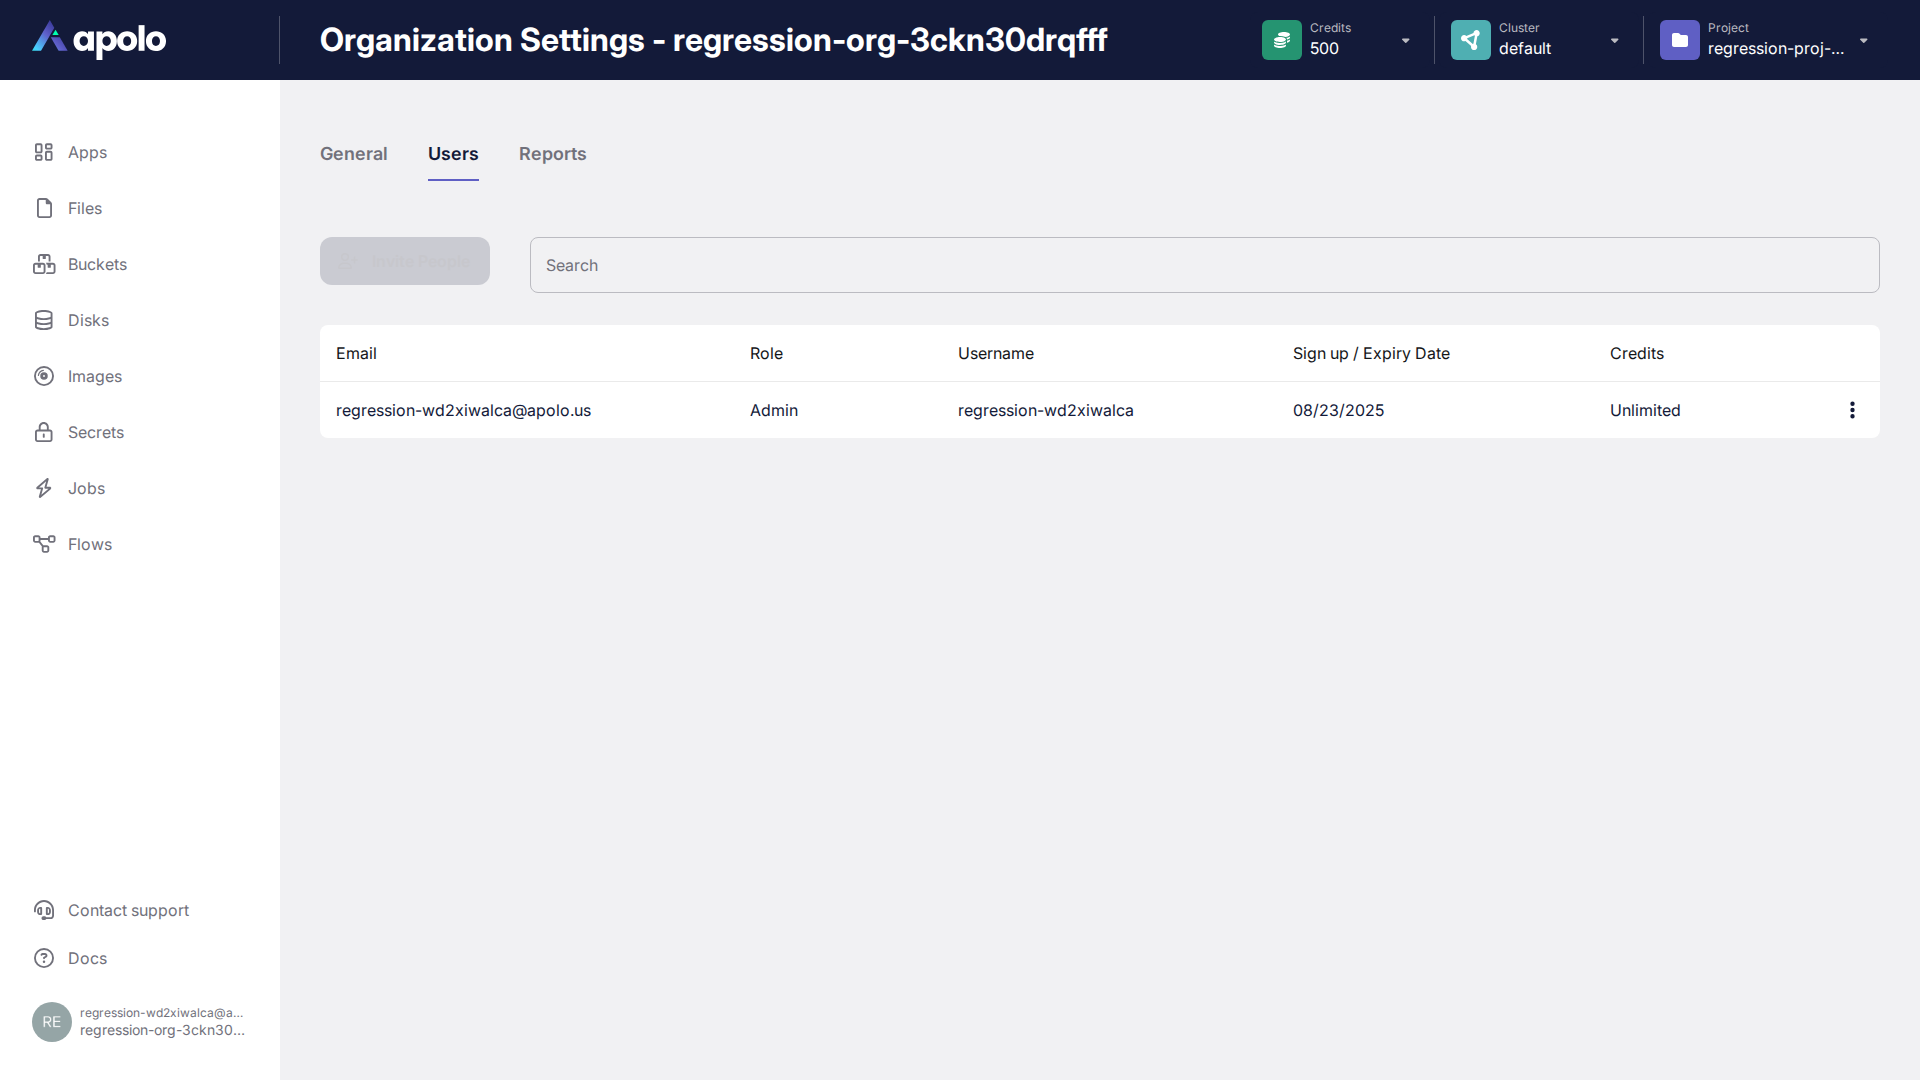 apolo
Organization Settings - regression-org-3ckn30drqfff
Credits
500
Cluster
default
Project
regression-proj-...
Apps
Files
Buckets
Disks
Images
Secrets
Jobs
Flows
Contact support
Docs
RE
regression-wd2xiwalca@a...
regression-org-3ckn30...
General Users Reports
Search
Email Role Username Sign up / Expiry Date Credits
regression-wd2xiwalca@apolo.us Admin regression-wd2xiwalca 08/23/2025 Unlimited